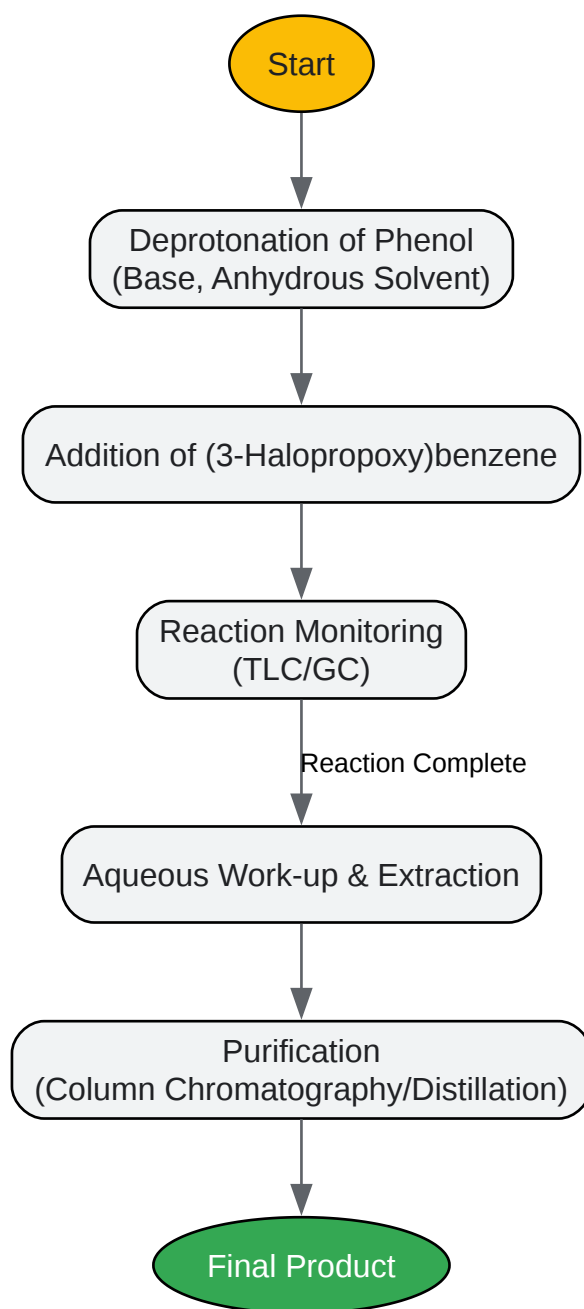 Start
Deprotonation of Phenol
(Base, Anhydrous Solvent)
Addition of (3-Halopropoxy)benzene
Reaction Monitoring
(TLC/GC)
Reaction Complete
Aqueous Work-up & Extraction
Purification
(Column Chromatography/Distillation)
Final Product